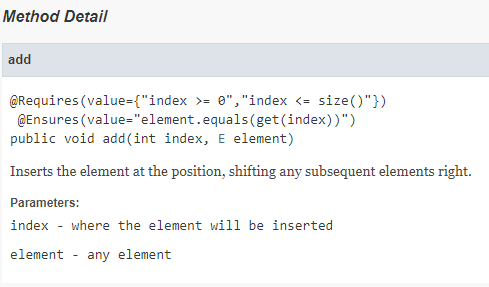 Method Detail
add
@Requires(value={"index >= 0","index <= size()"})
@Ensures(value="element.equals(get(index))")
public void add(int index, E element)
Inserts the element at the position, shifting any subsequent elements right.
Parameters:
index - where the element will be inserted
element - any element